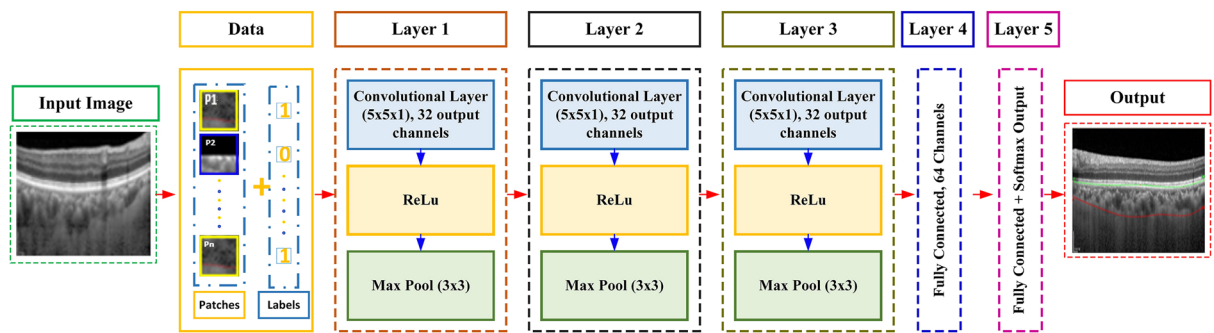 Data
Layer 1
Layer 2
Layer 3
Layer 4
Layer 5
Input Image
P1
P2
Pn
+
1
0
1
Patches
Labels
Convolutional Layer
(5x5x1), 32 output
channels
ReLu
Max Pool (3x3)
Convolutional Layer
(5x5x1), 32 output
channels
ReLu
Max Pool (3x3)
Convolutional Layer
(5x5x1), 32 output
channels
ReLu
Max Pool (3x3)
Fully Connected, 64 Channels
Fully Connected + Softmax Output
Output